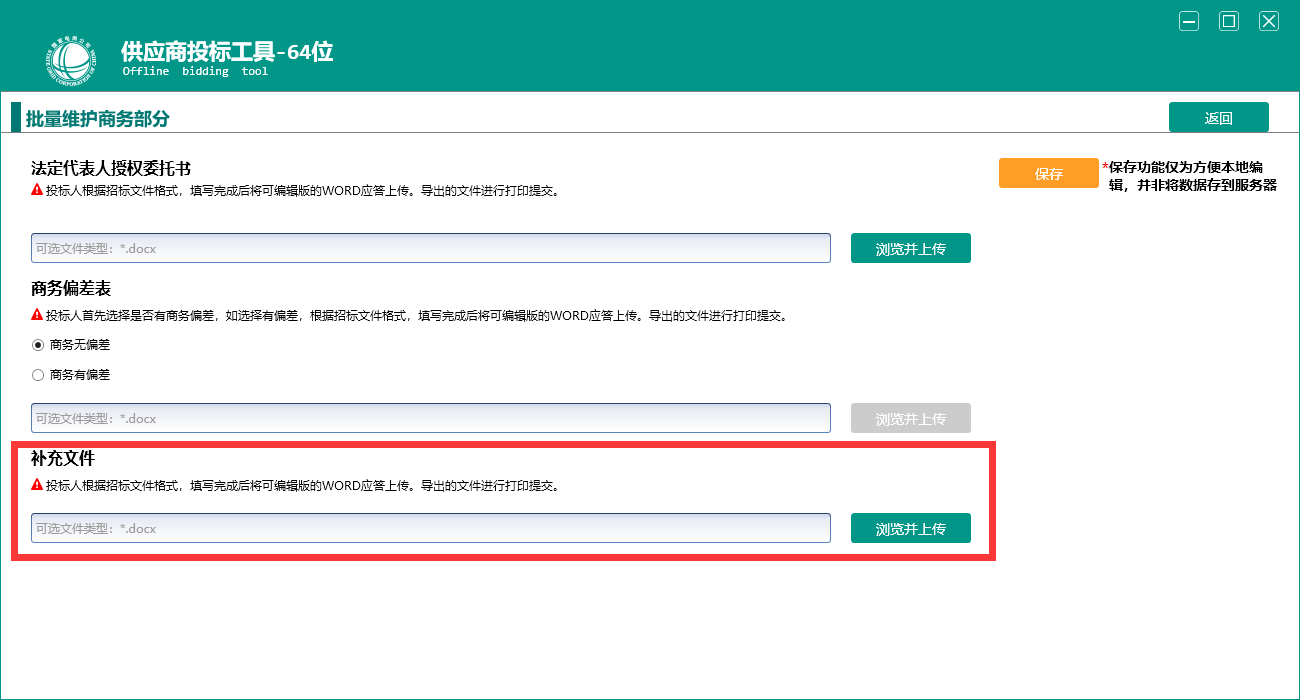 供应商投标工具-64位
Offline bidding tool
批量维护商务部分
返回
法定代表人授权委托书
投标人根据招标文件格式，填写完成后将可编辑版的WORD应答上传。导出的文件进行打印提交。
保存
*保存功能仅为方便本地编
辑，并非将数据存到服务器
可选文件类型：*.docx
浏览并上传
商务偏差表
投标人首先选择是否有商务偏差，如选择有偏差，根据招标文件格式，填写完成后将可编辑版的WORD应答上传。导出的文件进行打印提交。
商务无偏差
商务有偏差
可选文件类型：*.docx
浏览并上传
补充文件
投标人根据招标文件格式，填写完成后将可编辑版的WORD应答上传。导出的文件进行打印提交。
可选文件类型：*.docx
浏览并上传